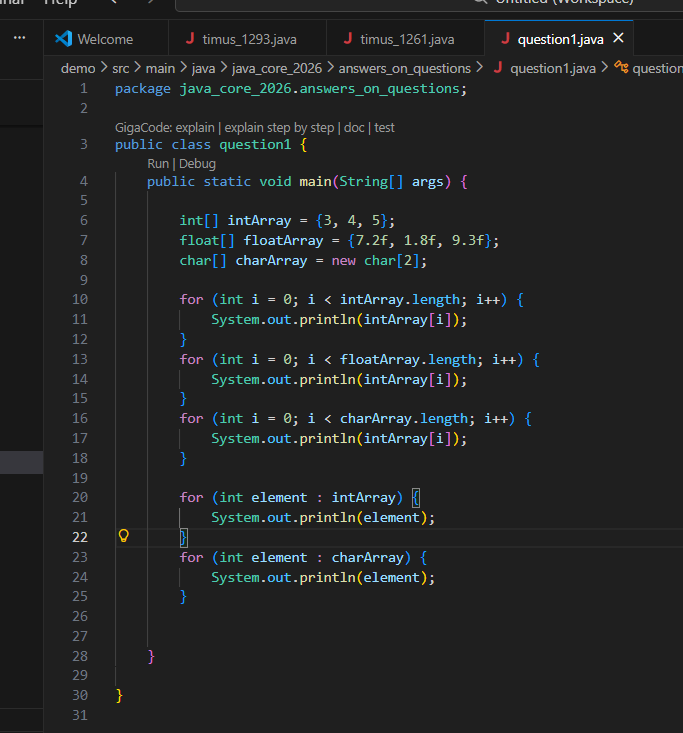 Help
Untitled (Workspace)
... Welcome J timus_1293.java J timus_1261.java J question1.java ✕
demo > src > main > java > java_core_2026 > answers_on_questions > J question1.java > question
1 package java_core_2026.answers_on_questions;
2
GigaCode: explain | explain step by step | doc | test
3 public class question1 {
Run | Debug
4 public static void main(String[] args) {
5
6 int[] intArray = {3, 4, 5};
7 float[] floatArray = {7.2f, 1.8f, 9.3f};
8 char[] charArray = new char[2];
9
10 for (int i = 0; i < intArray.length; i++) {
11 System.out.println(intArray[i]);
12 }
13 for (int i = 0; i < floatArray.length; i++) {
14 System.out.println(intArray[i]);
15 }
16 for (int i = 0; i < charArray.length; i++) {
17 System.out.println(intArray[i]);
18 }
19
20 for (int element : intArray) {
21 System.out.println(element);
22 }
23 for (int element : charArray) {
24 System.out.println(element);
25 }
26
27
28 }
29
30 }
31